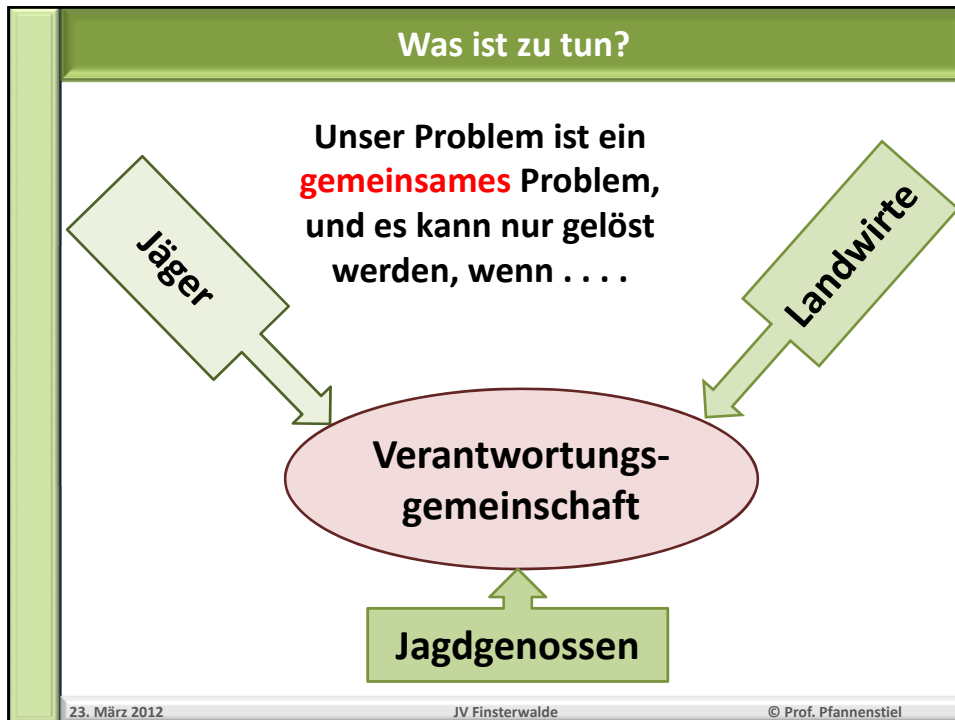 Was ist zu tun?
Unser Problem ist ein
gemeinsames Problem,
und es kann nur gelöst
werden, wenn . . . .
Jäger
Landwirte
Verantwortungs-
gemeinschaft
Jagdgenossen
23. März 2012 JV Finsterwalde © Prof. Pfannenstiel